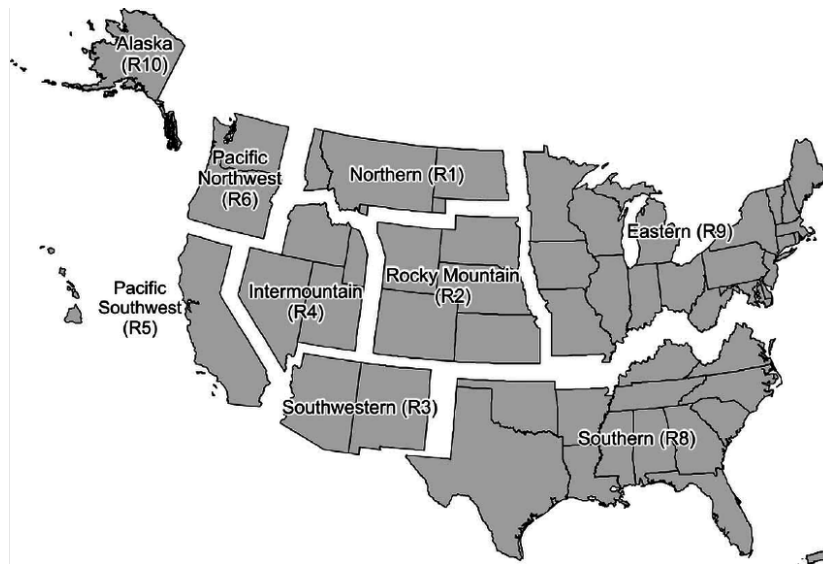 Alaska
(R10)
Pacific
Northwest
(R6)
Northern (R1)
Eastern (R9)
Pacific
Southwest
(R5)
Intermountain
(R4)
Rocky Mountain
(R2)
Southwestern (R3)
Southern (R8)